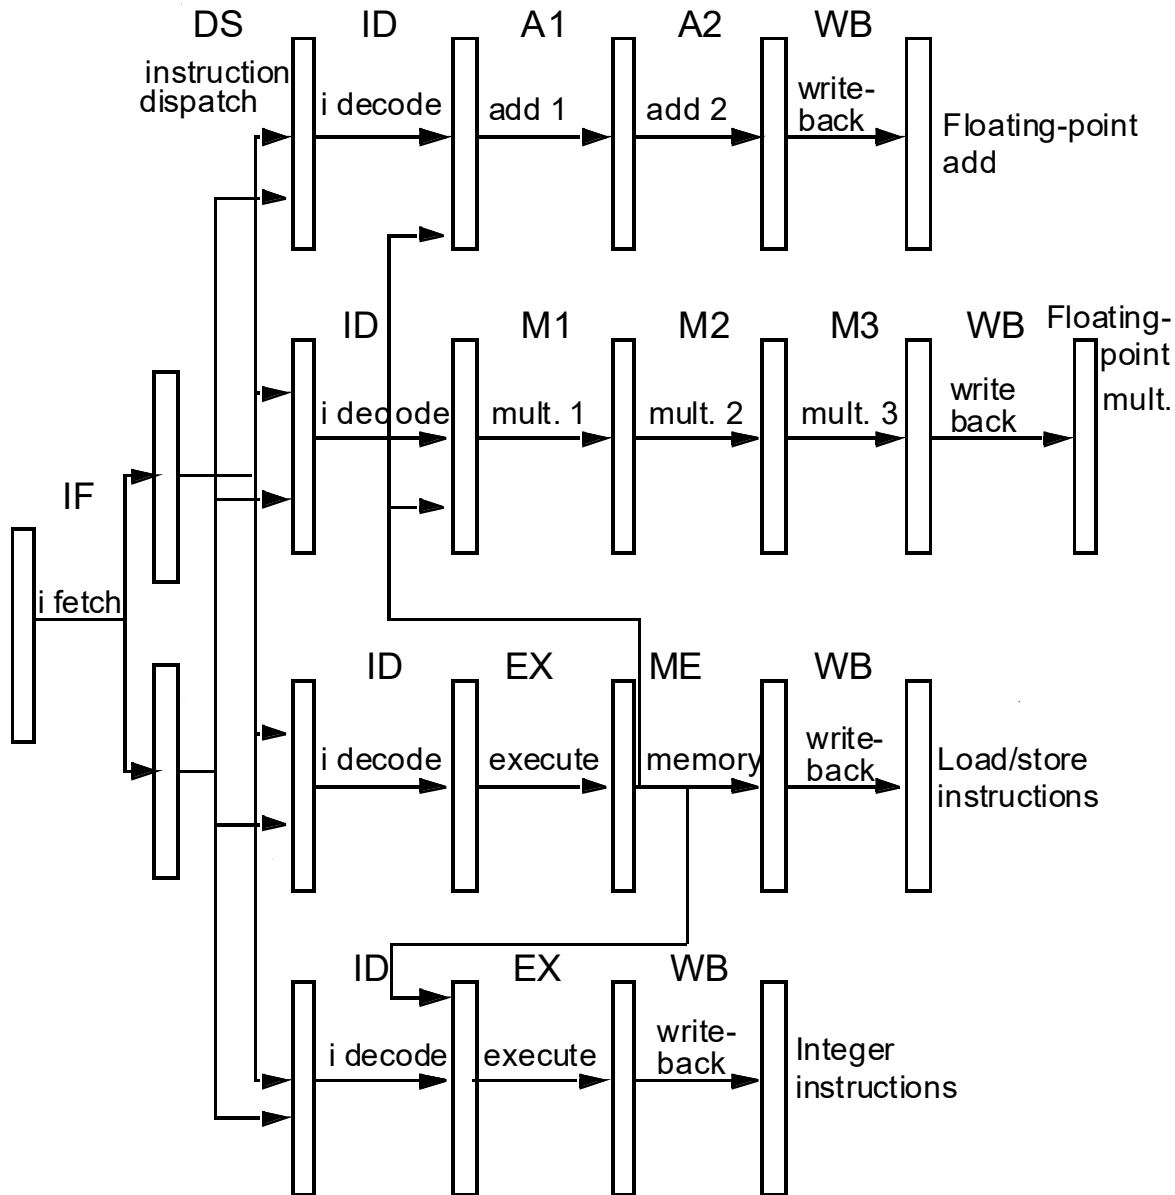 DS ID A1 A2 WB
instruction
dispatch
i decode
add 1
add 2
write-
back
Floating-point
add
ID M1 M2 M3 WB
Floating-
point
mult.
i decode
mult. 1
mult. 2
mult. 3
write
back
IF
i fetch
ID EX ME WB
i decode
execute
memory
write-
back
Load/store
instructions
ID EX WB
i decode
execute
write-
back
Integer
instructions